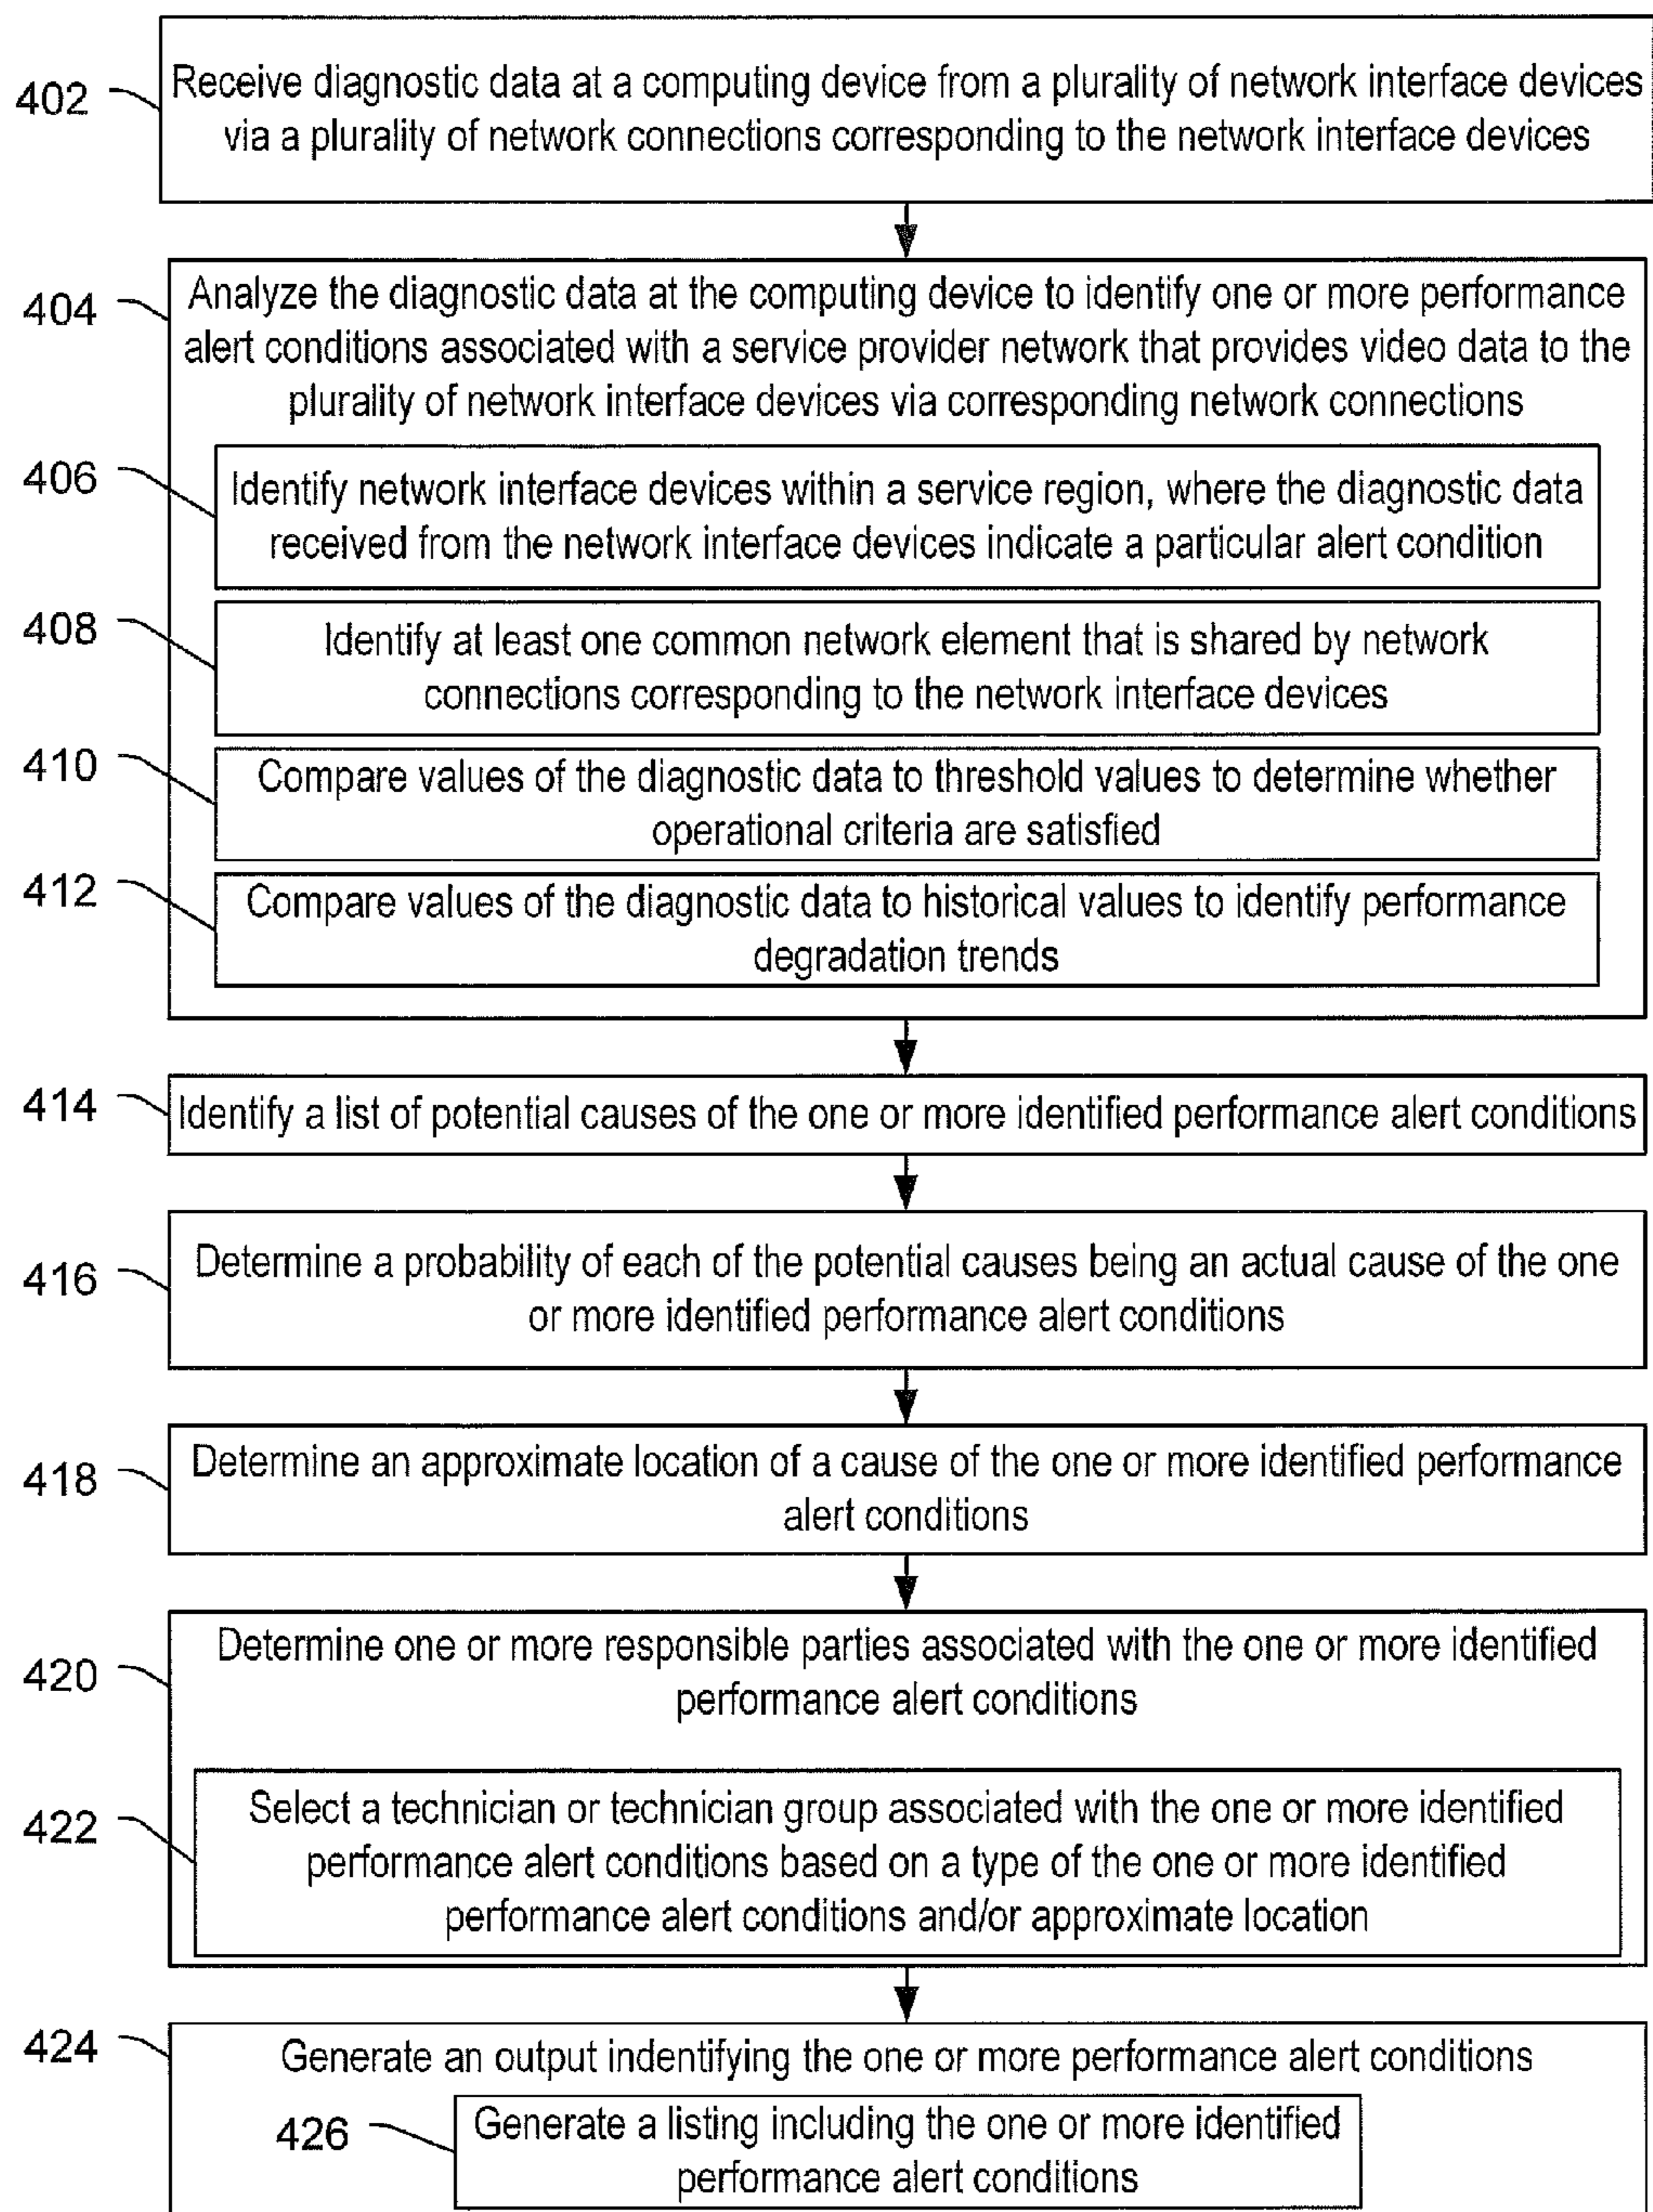 402
Receive diagnostic data at a computing device from a plurality of network interface devices
via a plurality of network connections corresponding to the network interface devices
404
Analyze the diagnostic data at the computing device to identify one or more performance
alert conditions associated with a service provider network that provides video data to the
plurality of network interface devices via corresponding network connections
406
Identify network interface devices within a service region, where the diagnostic data
received from the network interface devices indicate a particular alert condition
408
Identify at least one common network element that is shared by network
connections corresponding to the network interface devices
410
Compare values of the diagnostic data to threshold values to determine whether
operational criteria are satisfied
412
Compare values of the diagnostic data to historical values to identify performance
degradation trends
414
Identify a list of potential causes of the one or more identified performance alert conditions
416
Determine a probability of each of the potential causes being an actual cause of the one
or more identified performance alert conditions
418
Determine an approximate location of a cause of the one or more identified performance
alert conditions
420
Determine one or more responsible parties associated with the one or more identified
performance alert conditions
422
Select a technician or technician group associated with the one or more identified
performance alert conditions based on a type of the one or more identified
performance alert conditions and/or approximate location
424
Generate an output indentifying the one or more performance alert conditions
426
Generate a listing including the one or more identified
performance alert conditions